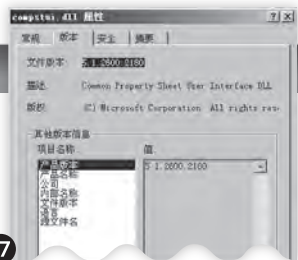 compstui.dll 属性
常规 版本 安全 摘要
文件版本: 5.1.2600.2180
描述: Common Property Sheet User Interface DLL
版权: (C) Microsoft Corporation. All rights rese
其他版本信息
项目名称: 值:
产品版本 5.1.2600.2180
产品名称
公司
内部名称
文件版本
语言
源文件名
7